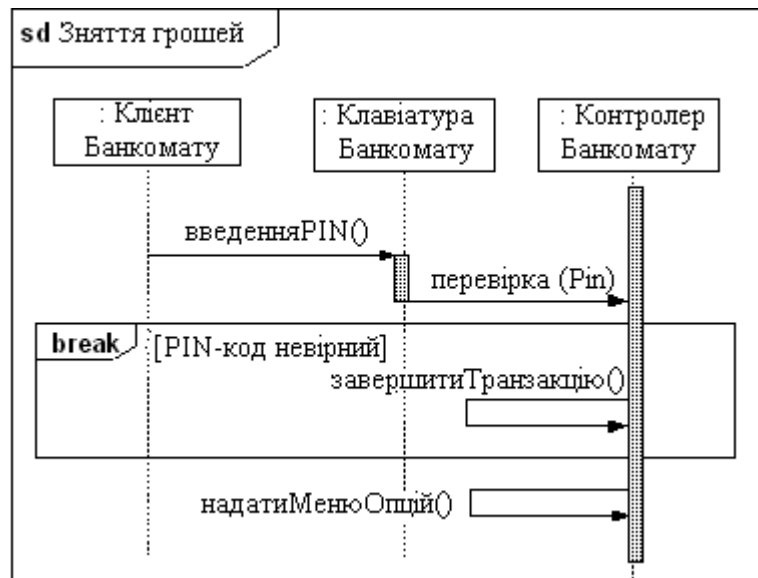 sd Зняття грошей
: Клієнт
Банкомату
: Клавіатура
Банкомату
: Контролер
Банкомату
введенняPIN()
перевірка (Pin)
break
[PIN-код невірний]
завершитиТранзакцію()
надатиМенюОпцій()